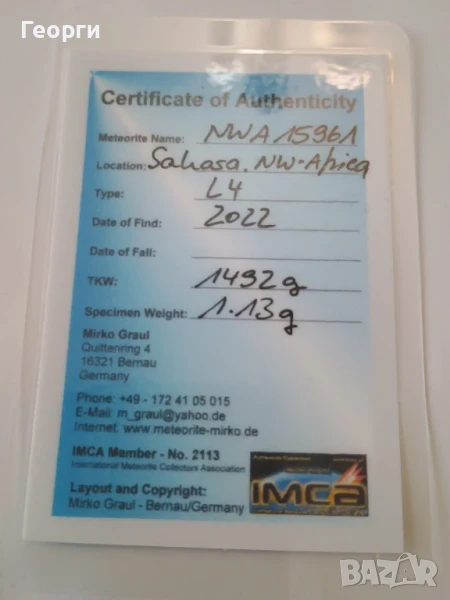 Георги
Certificate of Authenticity
Meteorite Name: NWA 15961
Location: Sahara. NW-Africa
Type: L4
Date of Find: 2022
Date of Fall:
TKW: 1492g
Specimen Weight: 1.13g
Mirko Graul
Quittenring 4
16321 Bernau
Germany
Phone: +49 - 172 41 05 015
E-Mail: m_graul@yahoo.de
Internet: www.meteorite-mirko.de
IMCA Member - No. 2113
International Meteorite Collectors Association
IMCA
Layout and Copyright:
Mirko Graul - Bernau/Germany
BAZAR